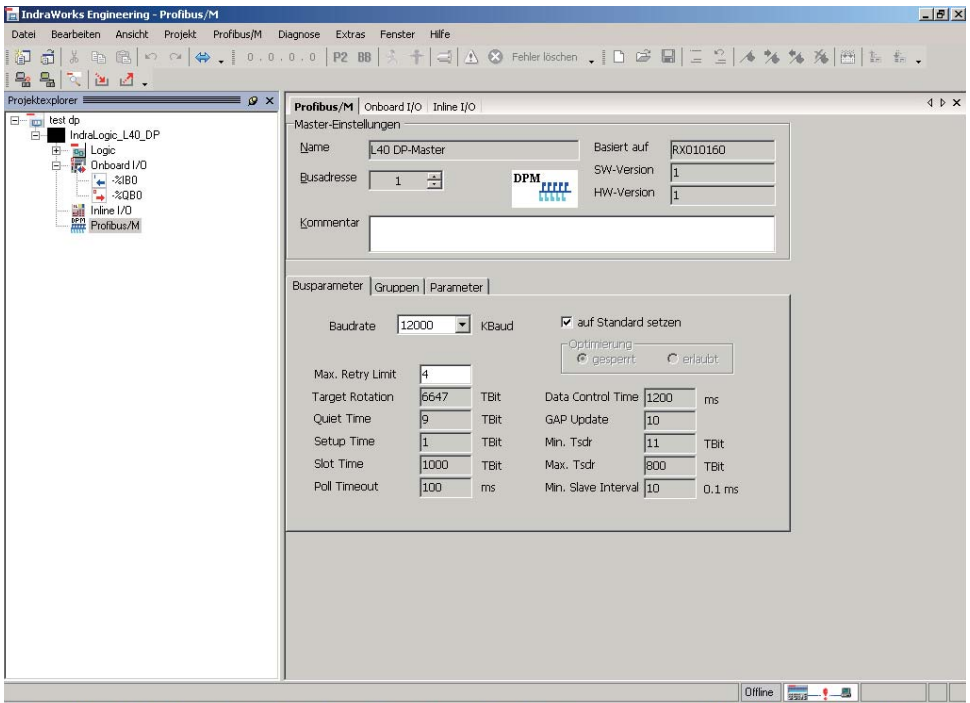 IndraWorks Engineering - Profibus/M
Datei Bearbeiten Ansicht Projekt Profibus/M Diagnose Extras Fenster Hilfe
0 . 0 . 0 . 0 P2 BB Fehler löschen
Projektexplorer
test dp
IndraLogic_L40_DP
Logic
Onboard I/O
-%IB0
-%QB0
Inline I/O
DPM
Profibus/M
Profibus/M Onboard I/O Inline I/O
Master-Einstellungen
Name L40 DP-Master Basiert auf RX010160
SW-Version 1
Busadresse 1 DPM HW-Version 1
Kommentar
Busparameter Gruppen Parameter
Baudrate 12000 KBaud auf Standard setzen
Optimierung
gesperrt erlaubt
Max. Retry Limit 4
Target Rotation 6647 TBit Data Control Time 1200 ms
Quiet Time 9 TBit GAP Update 10
Setup Time 1 TBit Min. Tsdr 11 TBit
Slot Time 1000 TBit Max. Tsdr 800 TBit
Poll Timeout 100 ms Min. Slave Interval 10 0.1 ms
Offline